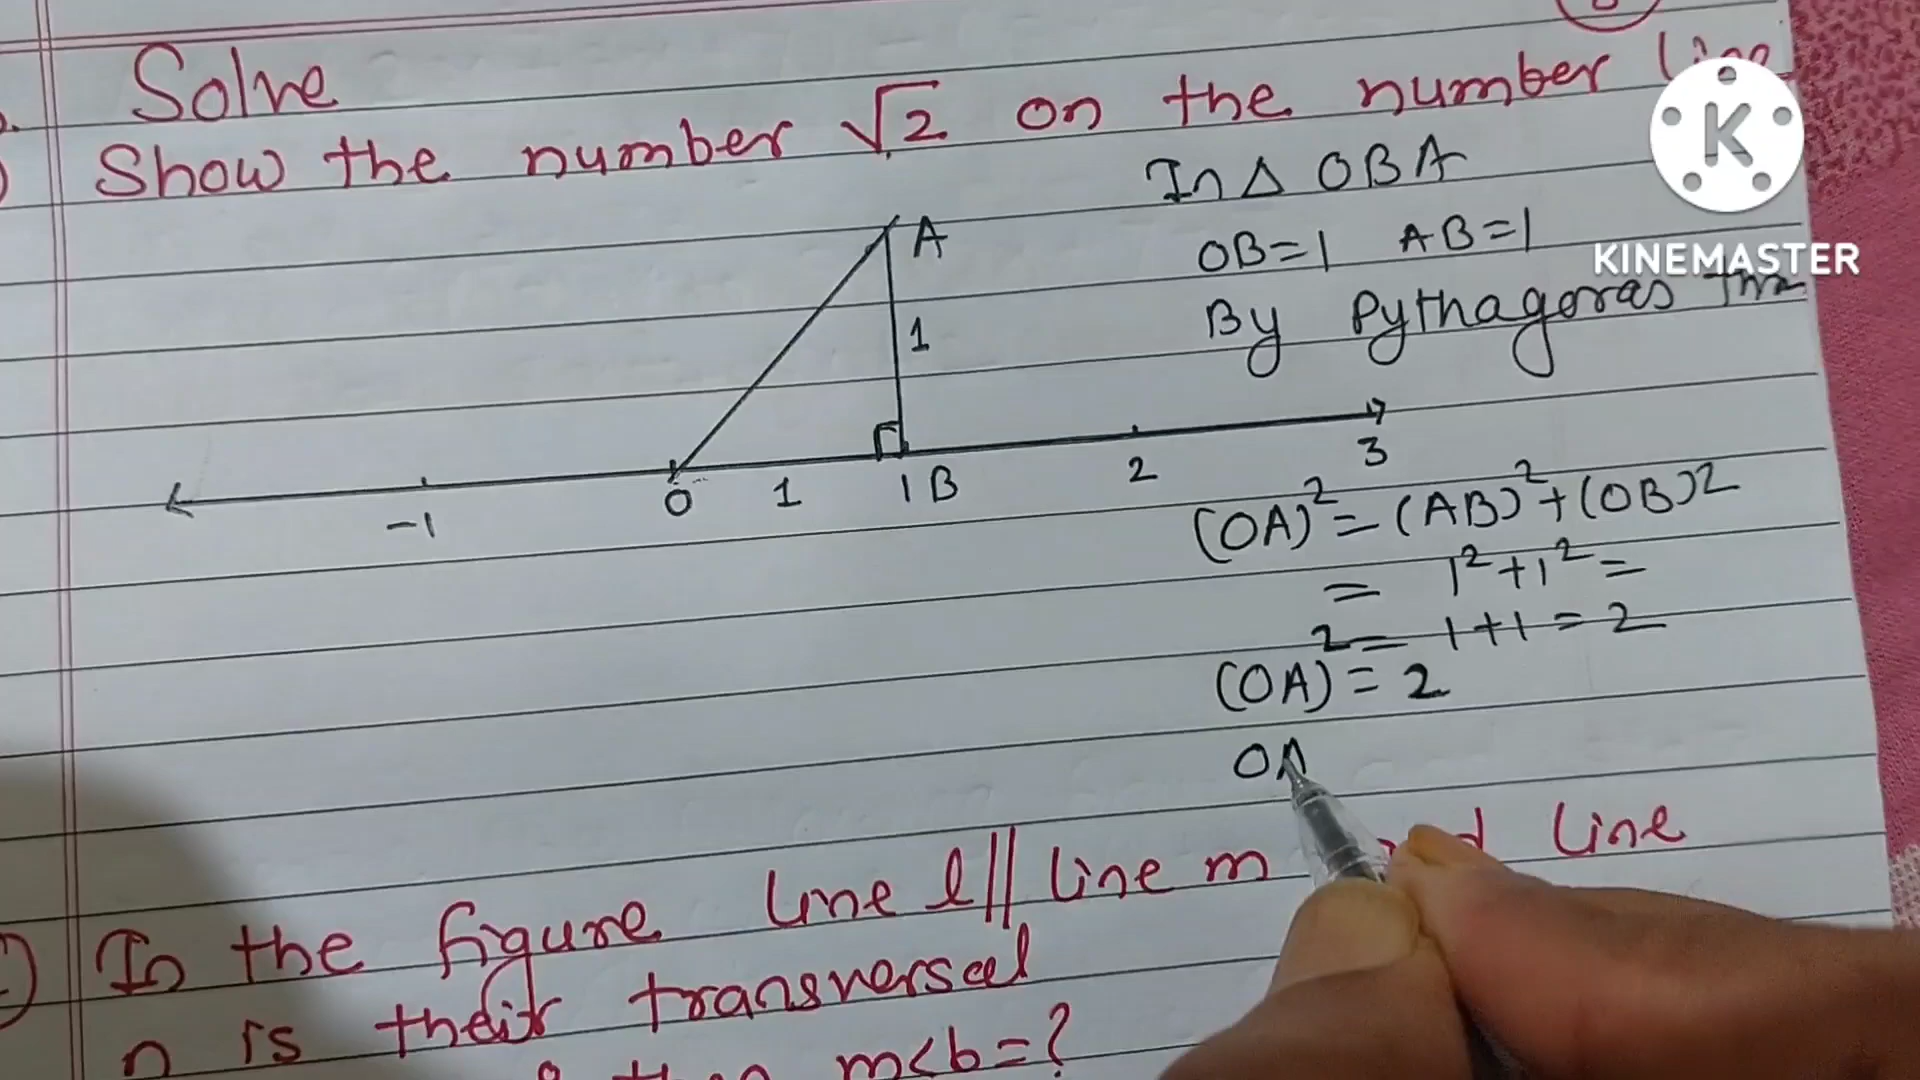 Solve
Show the number √2 on the number line
In △ OBA
OB=1 AB=1
By Pythagoras thm
A
1
-1 0 1 1 B 2 3
(OA)²=(AB)²+(OB)2
= 1²+1²=
= 1+1=2
(OA)²=2
OA
In the figure line l || line m line
n is their transversal
m<b=?
K
KINEMASTER